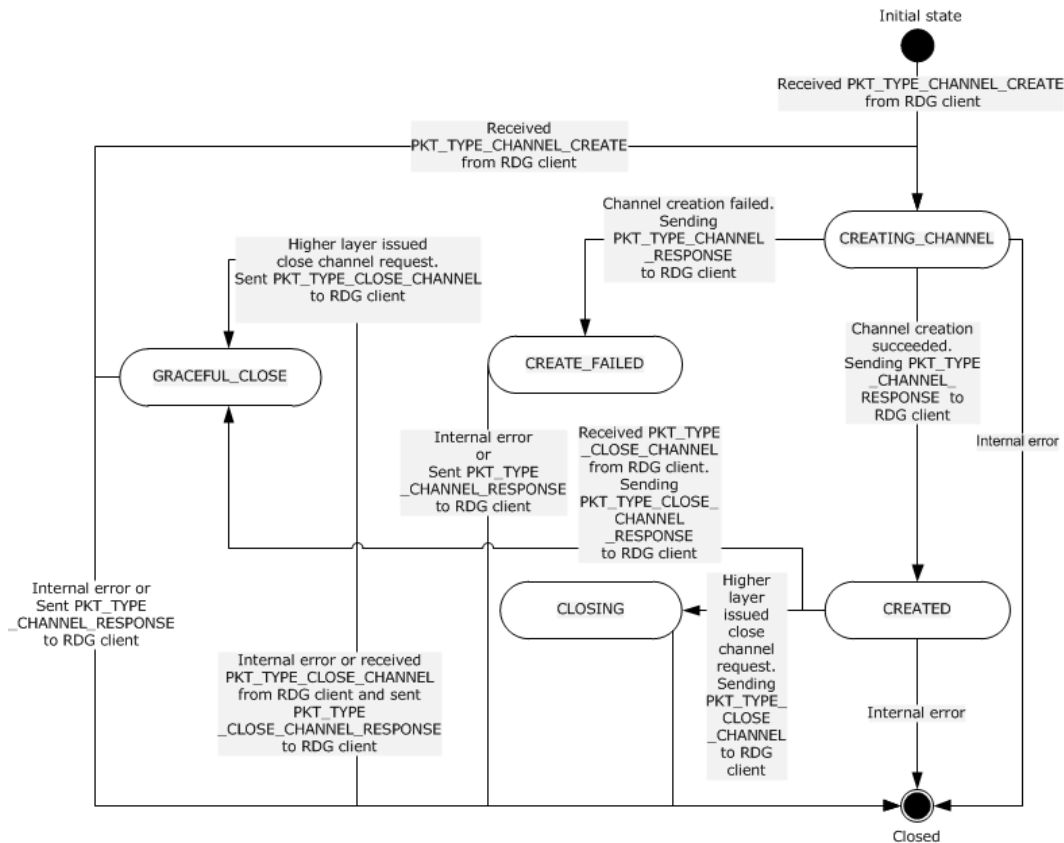 Initial state
Received PKT_TYPE_CHANNEL_CREATE
from RDG client
Received
PKT_TYPE_CHANNEL_CREATE
from RDG client
Channel creation failed.
Sending
PKT_TYPE_CHANNEL
_RESPONSE
to RDG client
CREATING_CHANNEL
Higher layer issued
close channel request.
Sent PKT_TYPE_CLOSE_CHANNEL
to RDG client
Channel creation
succeeded.
Sending PKT_TYPE
_CHANNEL_
RESPONSE to
RDG client
GRACEFUL_CLOSE
CREATE_FAILED
Internal error
Internal error
or
Sent PKT_TYPE
_CHANNEL_RESPONSE
to RDG client
Received PKT_TYPE
_CLOSE_CHANNEL
from RDG client.
Sending
PKT_TYPE_CLOSE_
CHANNEL
_RESPONSE
to RDG client
Internal error or
Sent PKT_TYPE
_CHANNEL_RESPONSE
to RDG client
CLOSING
Higher
layer
issued
close
channel
request.
Sending
PKT_TYPE_
CLOSE
_CHANNEL
to RDG
client
CREATED
Internal error or received
PKT_TYPE_CLOSE_CHANNEL
from RDG client and sent
PKT_TYPE
_CLOSE_CHANNEL_RESPONSE
to RDG client
Internal error
Closed